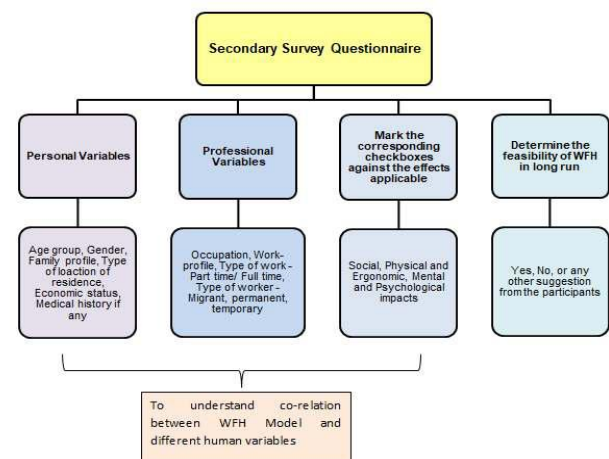 Secondary Survey Questionnaire
Personal Variables
Professional
Variables
Mark the
corresponding
checkboxes
against the effects
applicable
Determine the
feasibility of WFH
in long run
Age group, Gender,
Family profile, Type
of loaction of
residence,
Economic status,
Medical history if
any
Occupation, Work-
profile, Type of work -
Part time/ Full time,
Type of worker -
Migrant, permanent,
temporary
Social, Physical and
Ergonomic, Mental
and Psychological
impacts
Yes, No, or any
other suggestion
from the participants
To understand co-relation
between WFH Model and
different human variables